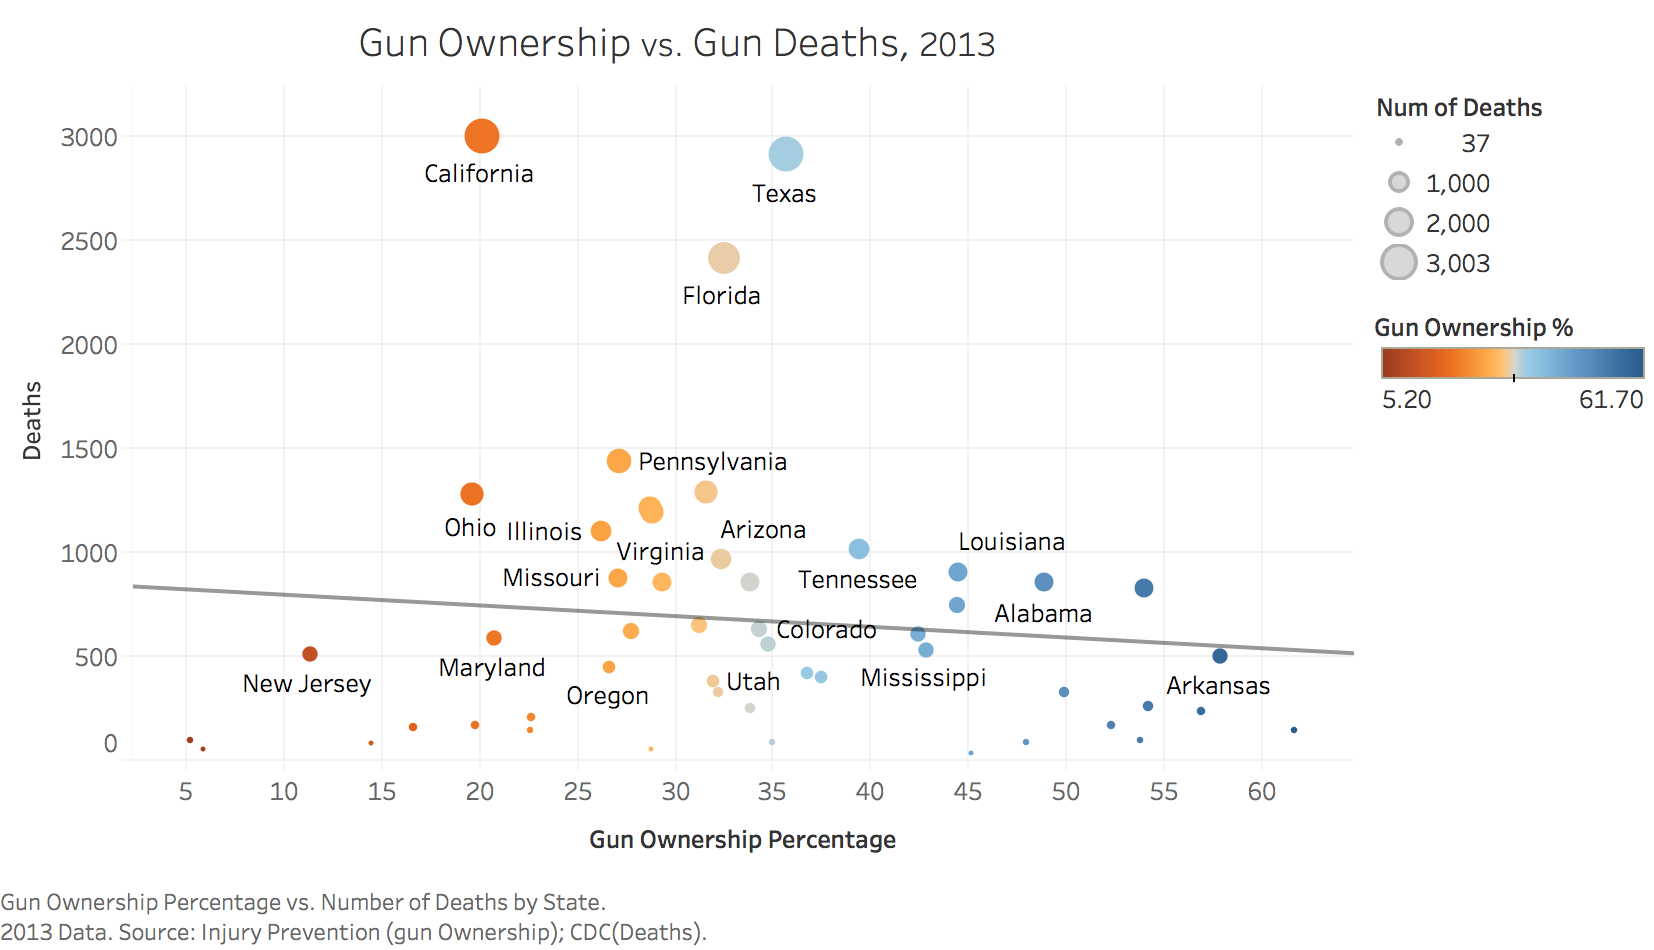 Gun Ownership vs. Gun Deaths, 2013
Num of Deaths
37
1,000
2,000
3,003
Gun Ownership %
5.20 61.70
Deaths
3000
2500
2000
1500
1000
500
0
California
Texas
Florida
Pennsylvania
Ohio
Illinois
Arizona
Virginia
Louisiana
Missouri
Tennessee
Alabama
Colorado
Maryland
New Jersey
Oregon
Utah
Mississippi
Arkansas
5 10 15 20 25 30 35 40 45 50 55 60
Gun Ownership Percentage
Gun Ownership Percentage vs. Number of Deaths by State.
2013 Data. Source: Injury Prevention (gun Ownership); CDC(Deaths).